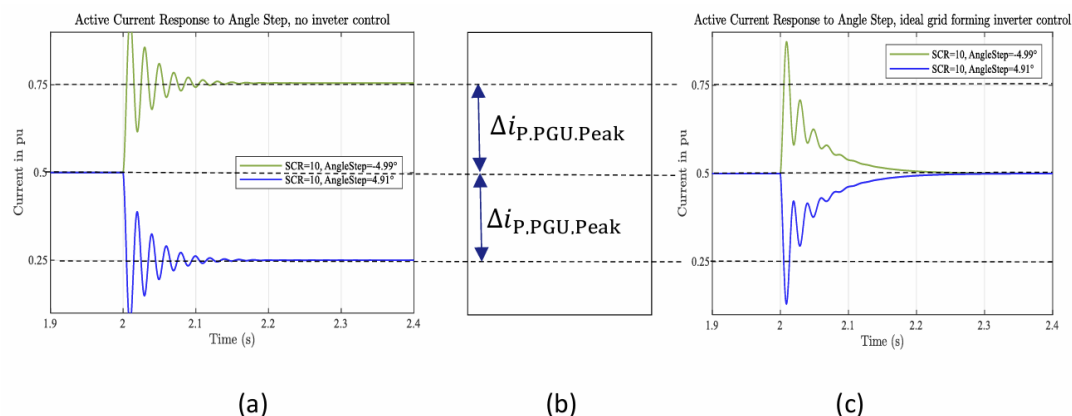 Active Current Response to Angle Step, no inveter control
Current in pu
0.75
0.5
0.25
SCR=10, AngleStep=-4.99°
SCR=10, AngleStep=4.91°
1.9 2 2.1 2.2 2.3 2.4
Time (s)
(a)
Δi_P.PGU.Peak
Δi_P.PGU.Peak
(b)
Active Current Response to Angle Step, ideal grid forming inverter control
Current in pu
0.75
0.5
0.25
SCR=10, AngleStep=-4.99°
SCR=10, AngleStep=4.91°
1.9 2 2.1 2.2 2.3 2.4
Time (s)
(c)